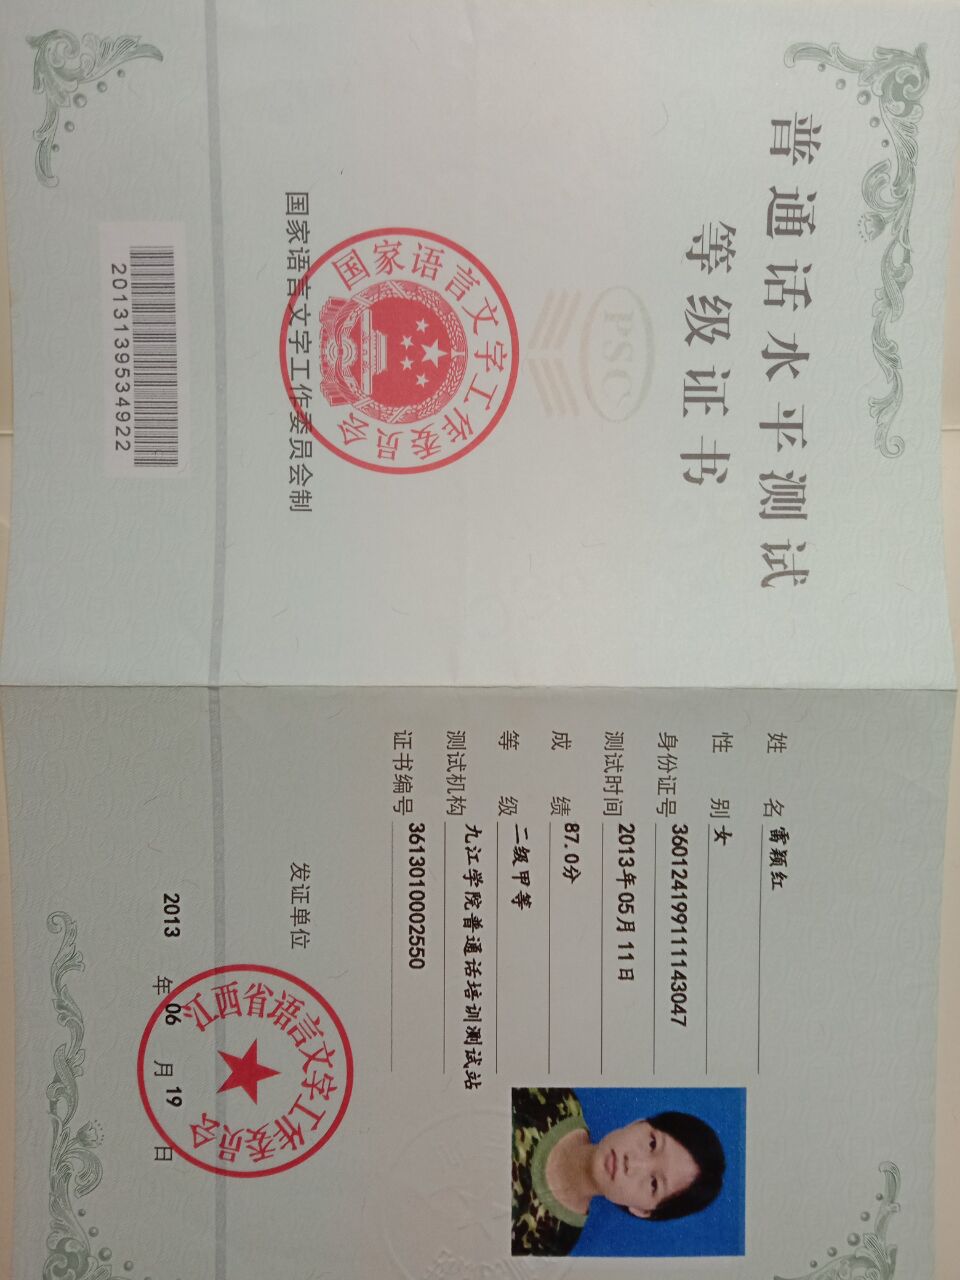 普通话水平测试
等级证书
PSC
国家语言文字工作委员会
国家语言文字工作委员会制
2013139534922
姓 名 雷颖红
性 别 女
身份证号 360124199111143047
测试时间 2013年05月11日
成 绩 87.0分
等 级 二级甲等
测试机构 九江学院普通话培训测试站
证书编号 3613010002550
发证单位
江西省语言文字工作委员会
2013 年 06 月 19 日